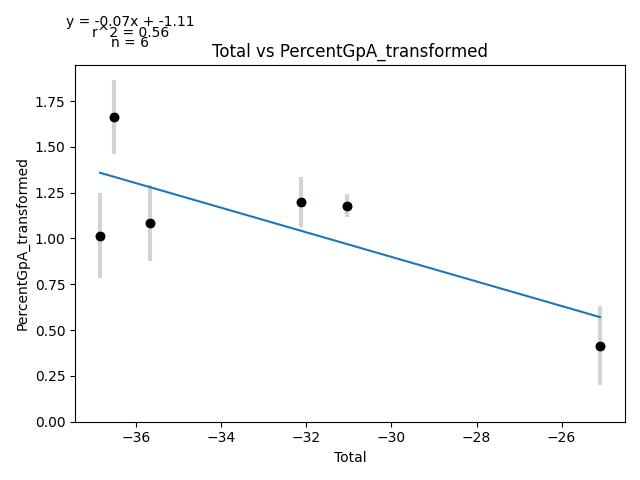 y = -0.07x + -1.11
r^2 = 0.56
n = 6
Total vs PercentGpA_transformed
PercentGpA_transformed
1.75
1.50
1.25
1.00
0.75
0.50
0.25
0.00
−36 −34 −32 −30 −28 −26
Total